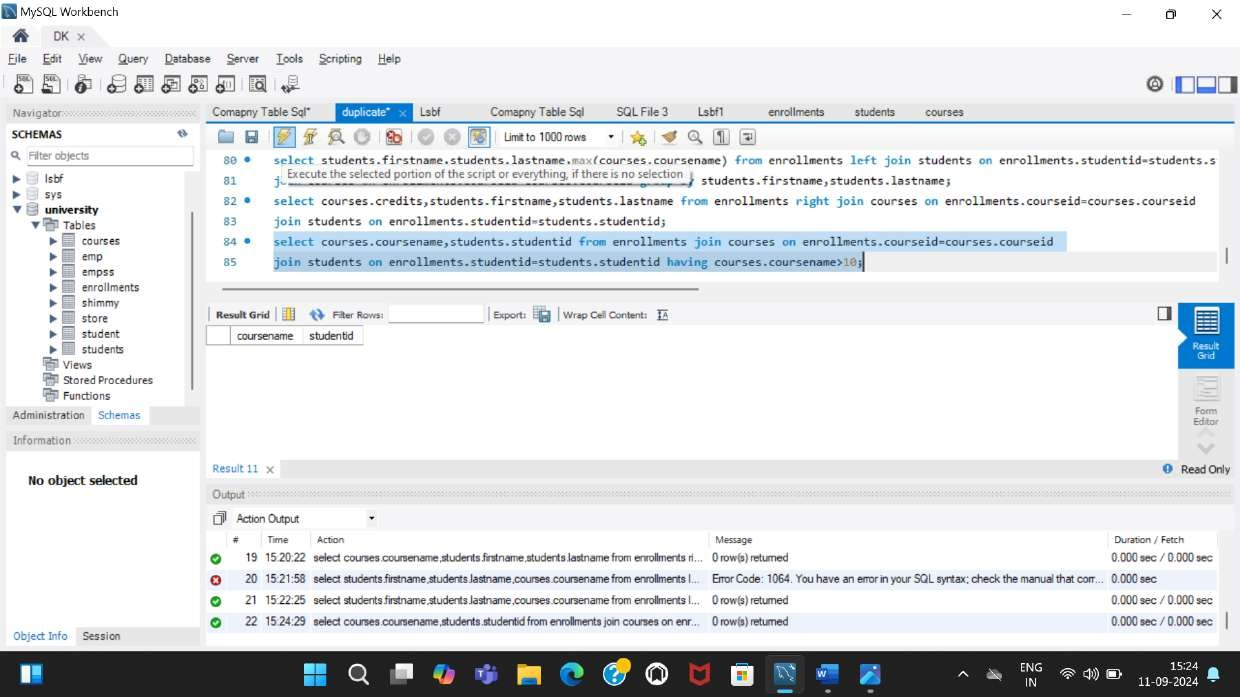 MySQL Workbench
DK
File Edit View Query Database Server Tools Scripting Help
Navigator
SCHEMAS
Filter objects
lsbf
sys
university
Tables
courses
emp
empss
enrollments
shimmy
store
student
students
Views
Stored Procedures
Functions
Administration Schemas
Information
No object selected
Object Info Session
Comapny Table Sql* duplicate* Lsbf Comapny Table Sql SQL File 3 Lsbf1 enrollments students courses
Limit to 1000 rows
80 select students.firstname,students.lastname,max(courses.coursename) from enrollments left join students on enrollments.studentid=students.s
Execute the selected portion of the script or everything, if there is no selection
81 students.firstname,students.lastname;
82 select courses.credits,students.firstname,students.lastname from enrollments right join courses on enrollments.courseid=courses.courseid
83 join students on enrollments.studentid=students.studentid;
84 select courses.coursename,students.studentid from enrollments join courses on enrollments.courseid=courses.courseid
85 join students on enrollments.studentid=students.studentid having courses.coursename>10;
Result Grid Filter Rows: Export: Wrap Cell Content:
coursename studentid
Result Grid
Form Editor
Result 11
Read Only
Output
Action Output
# Time Action Message Duration / Fetch
19 15:20:22 select courses.coursename,students.firstname,students.lastname from enrollments ri... 0 row(s) returned 0.000 sec / 0.000 sec
20 15:21:58 select students.firstname,students.lastname,courses.coursename from enrollments l... Error Code: 1064. You have an error in your SQL syntax; check the manual that corr... 0.000 sec
21 15:22:25 select students.firstname,students.lastname,courses.coursename from enrollments l... 0 row(s) returned 0.000 sec / 0.000 sec
22 15:24:29 select courses.coursename,students.studentid from enrollments join courses on enr... 0 row(s) returned 0.000 sec / 0.000 sec
ENG
IN
15:24
11-09-2024